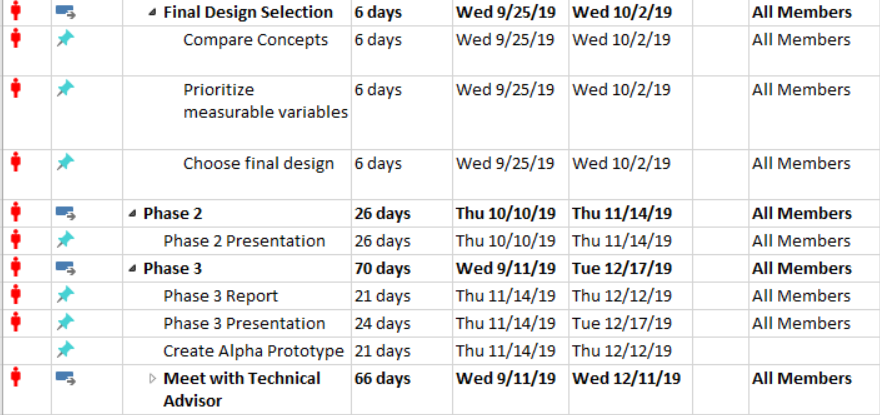 Final Design Selection 6 days Wed 9/25/19 Wed 10/2/19 All Members
Compare Concepts 6 days Wed 9/25/19 Wed 10/2/19 All Members
Prioritize 6 days Wed 9/25/19 Wed 10/2/19 All Members
measurable variables
Choose final design 6 days Wed 9/25/19 Wed 10/2/19 All Members
Phase 2 26 days Thu 10/10/19 Thu 11/14/19 All Members
Phase 2 Presentation 26 days Thu 10/10/19 Thu 11/14/19 All Members
Phase 3 70 days Wed 9/11/19 Tue 12/17/19 All Members
Phase 3 Report 21 days Thu 11/14/19 Thu 12/12/19 All Members
Phase 3 Presentation 24 days Thu 11/14/19 Tue 12/17/19 All Members
Create Alpha Prototype 21 days Thu 11/14/19 Thu 12/12/19
Meet with Technical 66 days Wed 9/11/19 Wed 12/11/19 All Members
Advisor